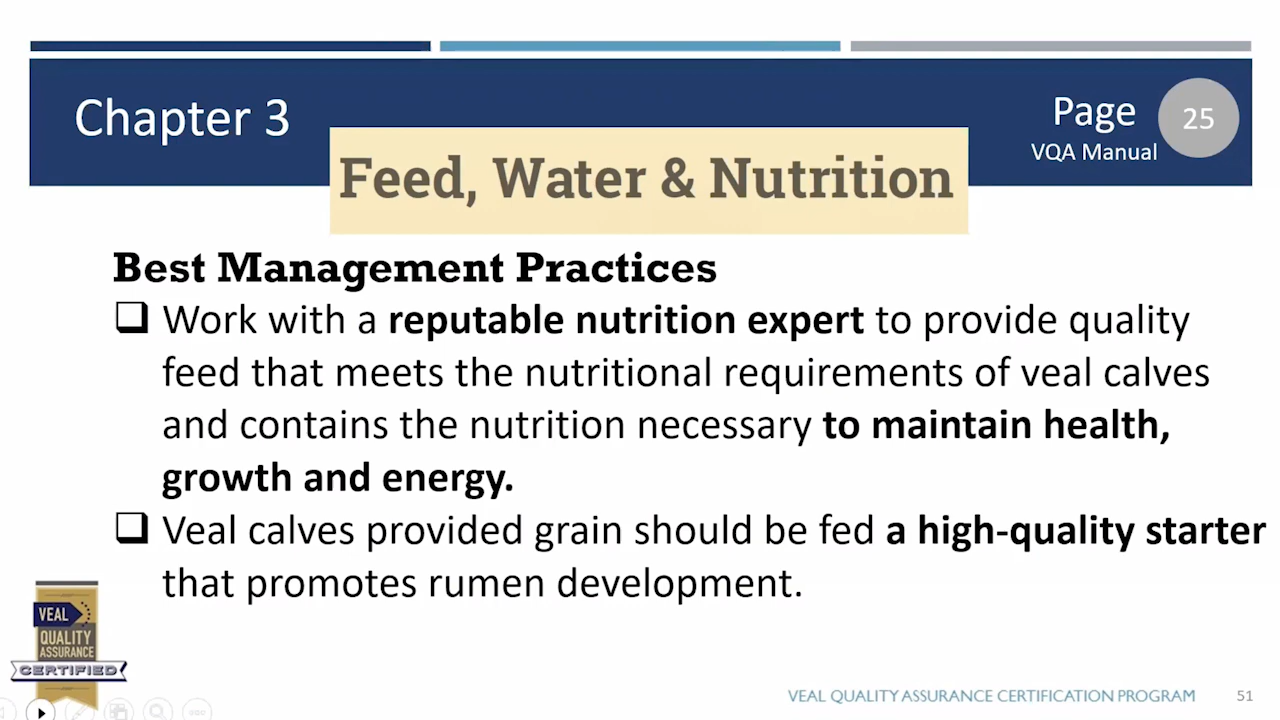 Chapter 3
Page
VQA Manual
25
Feed, Water & Nutrition
Best Management Practices
Work with a reputable nutrition expert to provide quality
feed that meets the nutritional requirements of veal calves
and contains the nutrition necessary to maintain health,
growth and energy.
Veal calves provided grain should be fed a high-quality starter
that promotes rumen development.
VEAL
QUALITY
ASSURANCE
CERTIFIED
VEAL QUALITY ASSURANCE CERTIFICATION PROGRAM
51